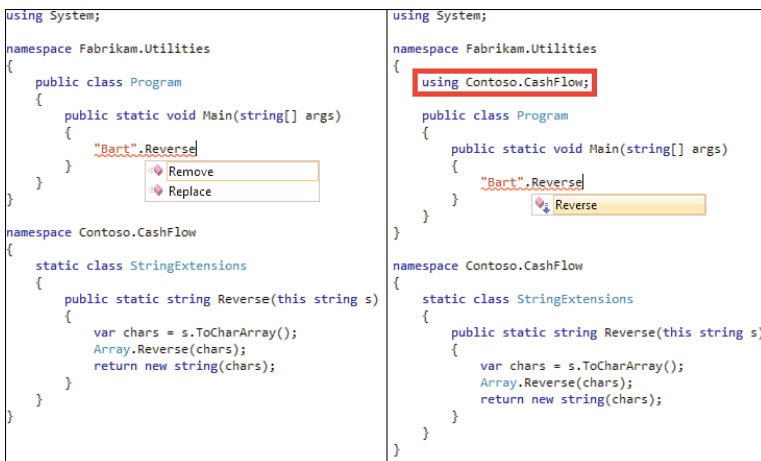 using System;
namespace Fabrikam.Utilities
{
    public class Program
    {
        public static void Main(string[] args)
        {
            "Bart".Reverse
        }
Remove
Replace
    }
}
namespace Contoso.CashFlow
{
    static class StringExtensions
    {
        public static string Reverse(this string s)
        {
            var chars = s.ToCharArray();
            Array.Reverse(chars);
            return new string(chars);
        }
    }
}
using System;
namespace Fabrikam.Utilities
{
    using Contoso.CashFlow;
    public class Program
    {
        public static void Main(string[] args)
        {
            "Bart".Reverse
        }
Reverse
    }
}
namespace Contoso.CashFlow
{
    static class StringExtensions
    {
        public static string Reverse(this string s)
        {
            var chars = s.ToCharArray();
            Array.Reverse(chars);
            return new string(chars);
        }
    }
}